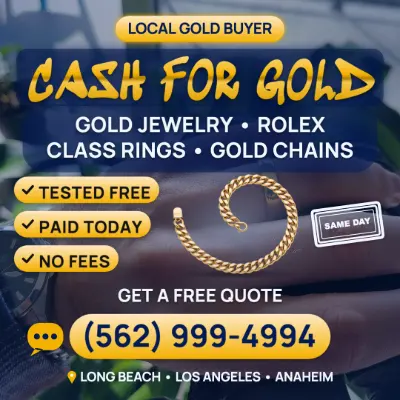 LOCAL GOLD BUYER
CASH FOR GOLD
GOLD JEWELRY • ROLEX
CLASS RINGS • GOLD CHAINS
TESTED FREE
PAID TODAY
NO FEES
SAME DAY
GET A FREE QUOTE
(562) 999-4994
LONG BEACH • LOS ANGELES • ANAHEIM